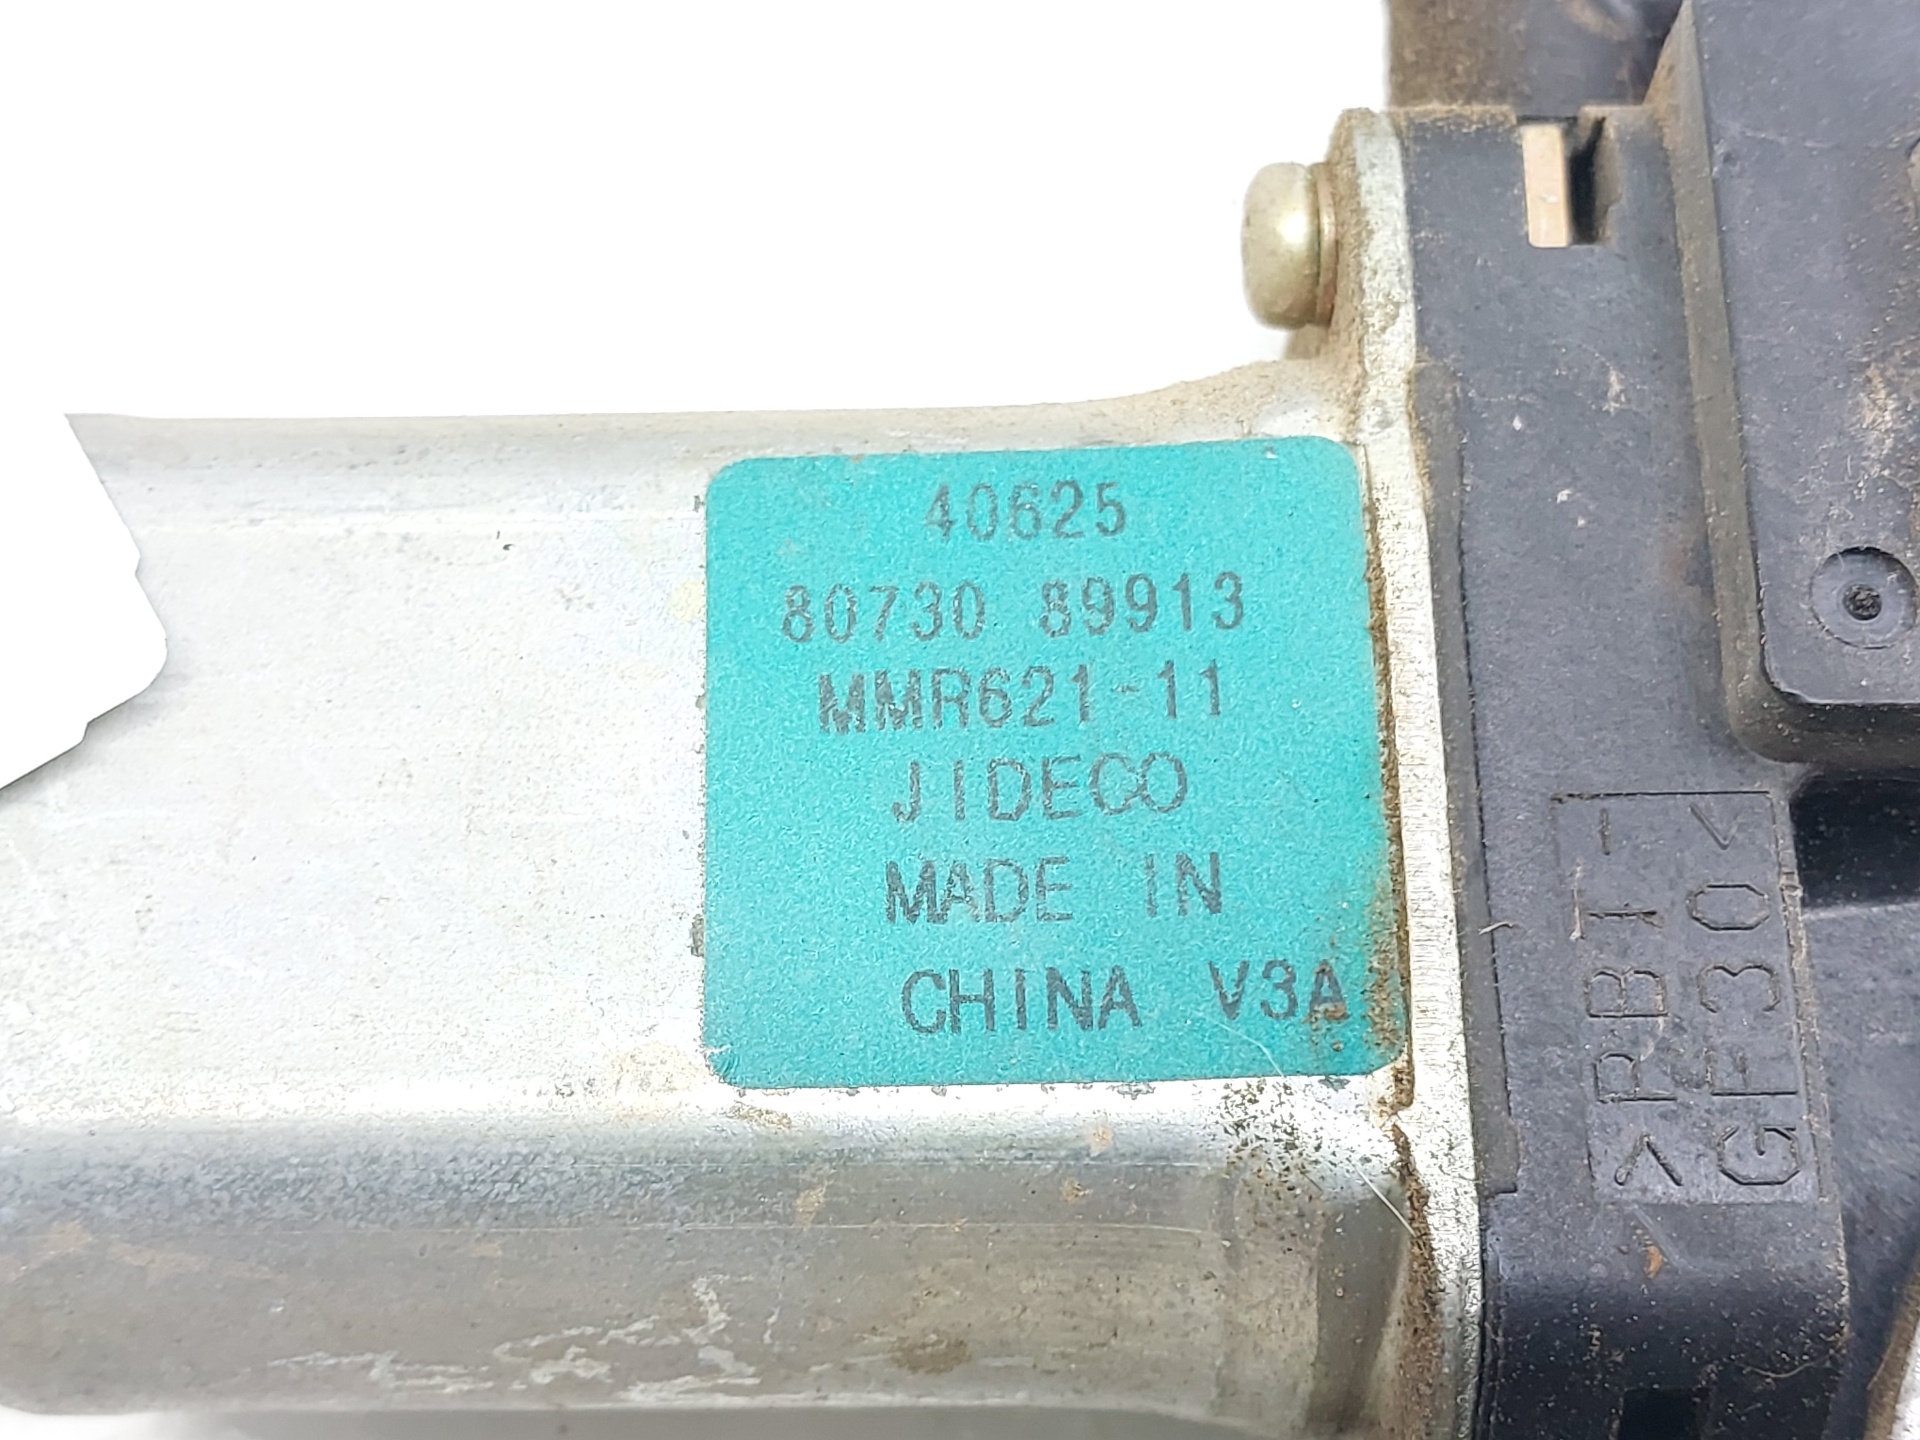 40625
80730 89913
MMR621-11
JIDECO
MADE IN
CHINA V3A
>PBT-
GF30<